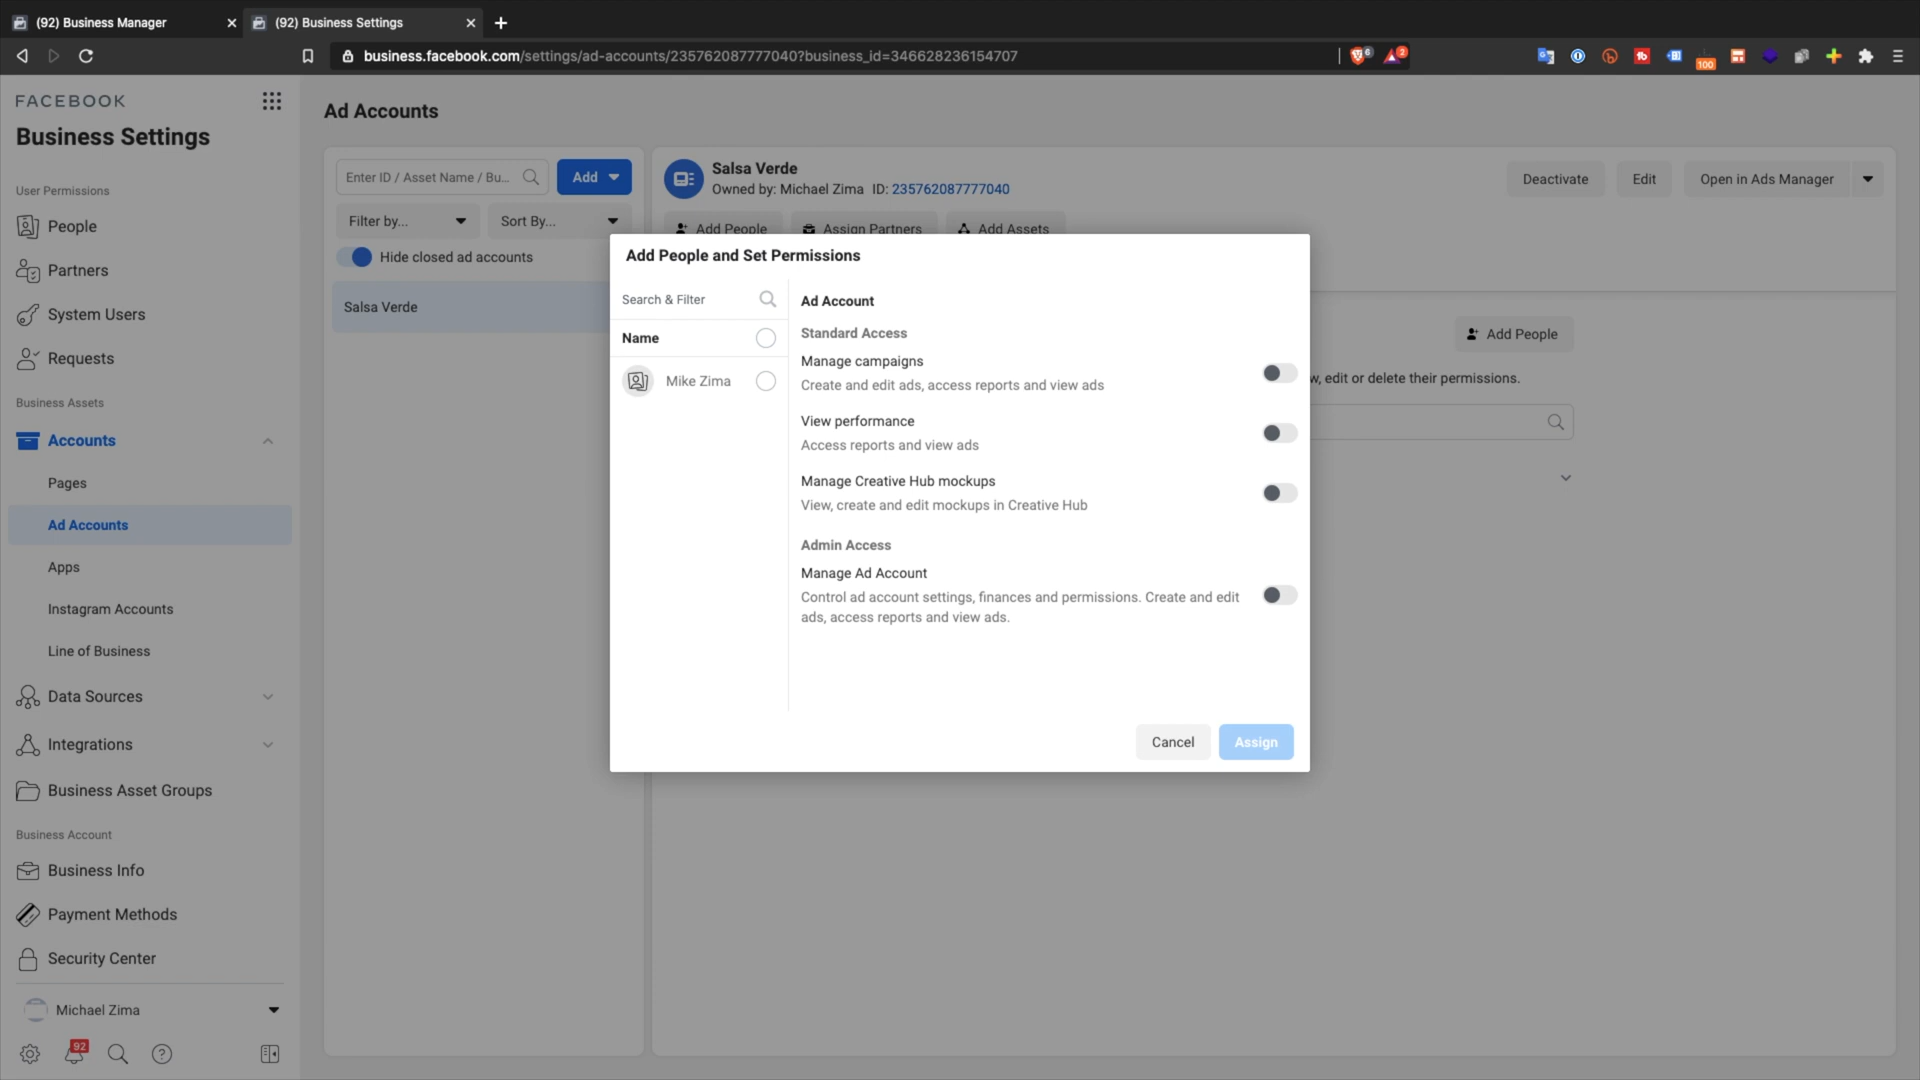 (92) Business Manager
(92) Business Settings
business.facebook.com/settings/ad-accounts/235762087777040?business_id=346628236154707
6
2
100
FACEBOOK
Business Settings
User Permissions
People
Partners
System Users
Requests
Business Assets
Accounts
Pages
Ad Accounts
Apps
Instagram Accounts
Line of Business
Data Sources
Integrations
Business Asset Groups
Business Account
Business Info
Payment Methods
Security Center
Michael Zima
92
Ad Accounts
Enter ID / Asset Name / Bu...
Add
Filter by...
Sort By...
Hide closed ad accounts
Salsa Verde
Salsa Verde
Owned by: Michael Zima ID: 235762087777040
Deactivate
Edit
Open in Ads Manager
Add People
Assign Partners
Add Assets
Add People
w, edit or delete their permissions.
Add People and Set Permissions
Search & Filter
Name
Mike Zima
Ad Account
Standard Access
Manage campaigns
Create and edit ads, access reports and view ads
View performance
Access reports and view ads
Manage Creative Hub mockups
View, create and edit mockups in Creative Hub
Admin Access
Manage Ad Account
Control ad account settings, finances and permissions. Create and edit
ads, access reports and view ads.
Cancel
Assign